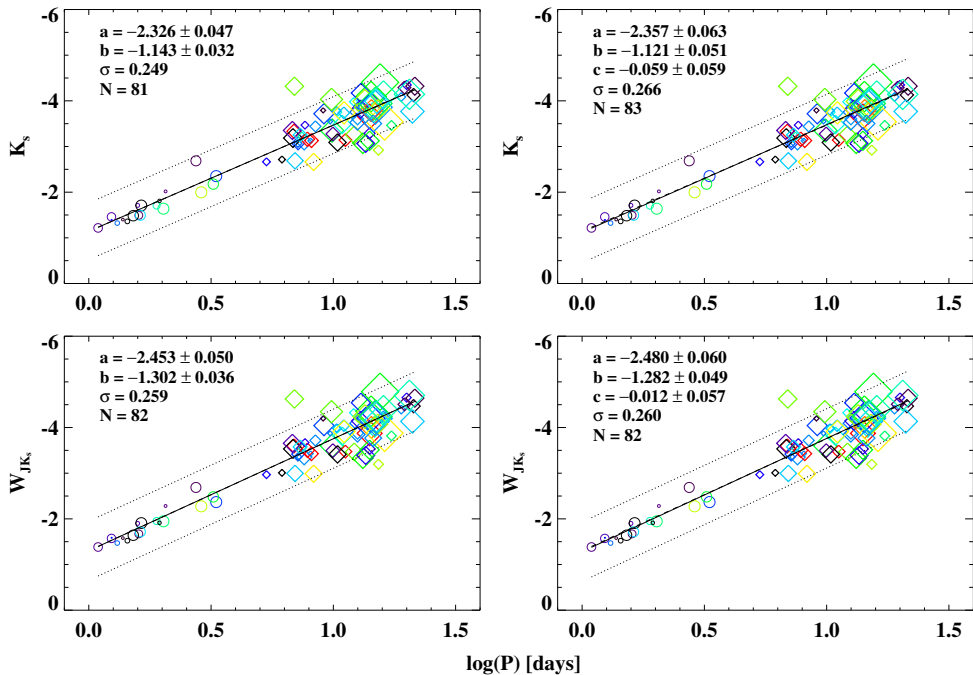 -6
a = −2.326 ± 0.047
b = −1.143 ± 0.032
σ = 0.249
N = 81
-4
Ks
-2
0
0.0 0.5 1.0 1.5
-6
a = −2.357 ± 0.063
b = −1.121 ± 0.051
c = −0.059 ± 0.059
σ = 0.266
N = 83
-4
Ks
-2
0
0.0 0.5 1.0 1.5
-6
a = −2.453 ± 0.050
b = −1.302 ± 0.036
σ = 0.259
N = 82
-4
WJKs
-2
0
0.0 0.5 1.0 1.5
-6
a = −2.480 ± 0.060
b = −1.282 ± 0.049
c = −0.012 ± 0.057
σ = 0.260
N = 82
-4
WJKs
-2
0
0.0 0.5 1.0 1.5
log(P) [days]